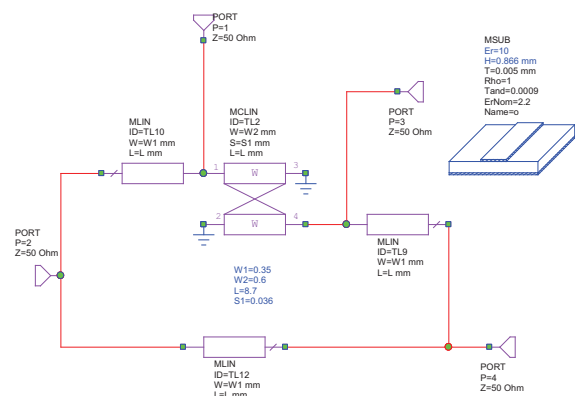 PORT
P=1
Z=50 Ohm
MSUB
Er=10
H=0.866 mm
T=0.005 mm
Rho=1
Tand=0.0009
ErNom=2.2
Name=o
PORT
P=3
Z=50 Ohm
MLIN
ID=TL10
W=W1 mm
L=L mm
MCLIN
ID=TL2
W=W2 mm
S=S1 mm
L=L mm
1
W
3
2
W
4
PORT
P=2
Z=50 Ohm
MLIN
ID=TL9
W=W1 mm
L=L mm
W1=0.35
W2=0.6
L=8.7
S1=0.036
MLIN
ID=TL12
W=W1 mm
L=L mm
PORT
P=4
Z=50 Ohm